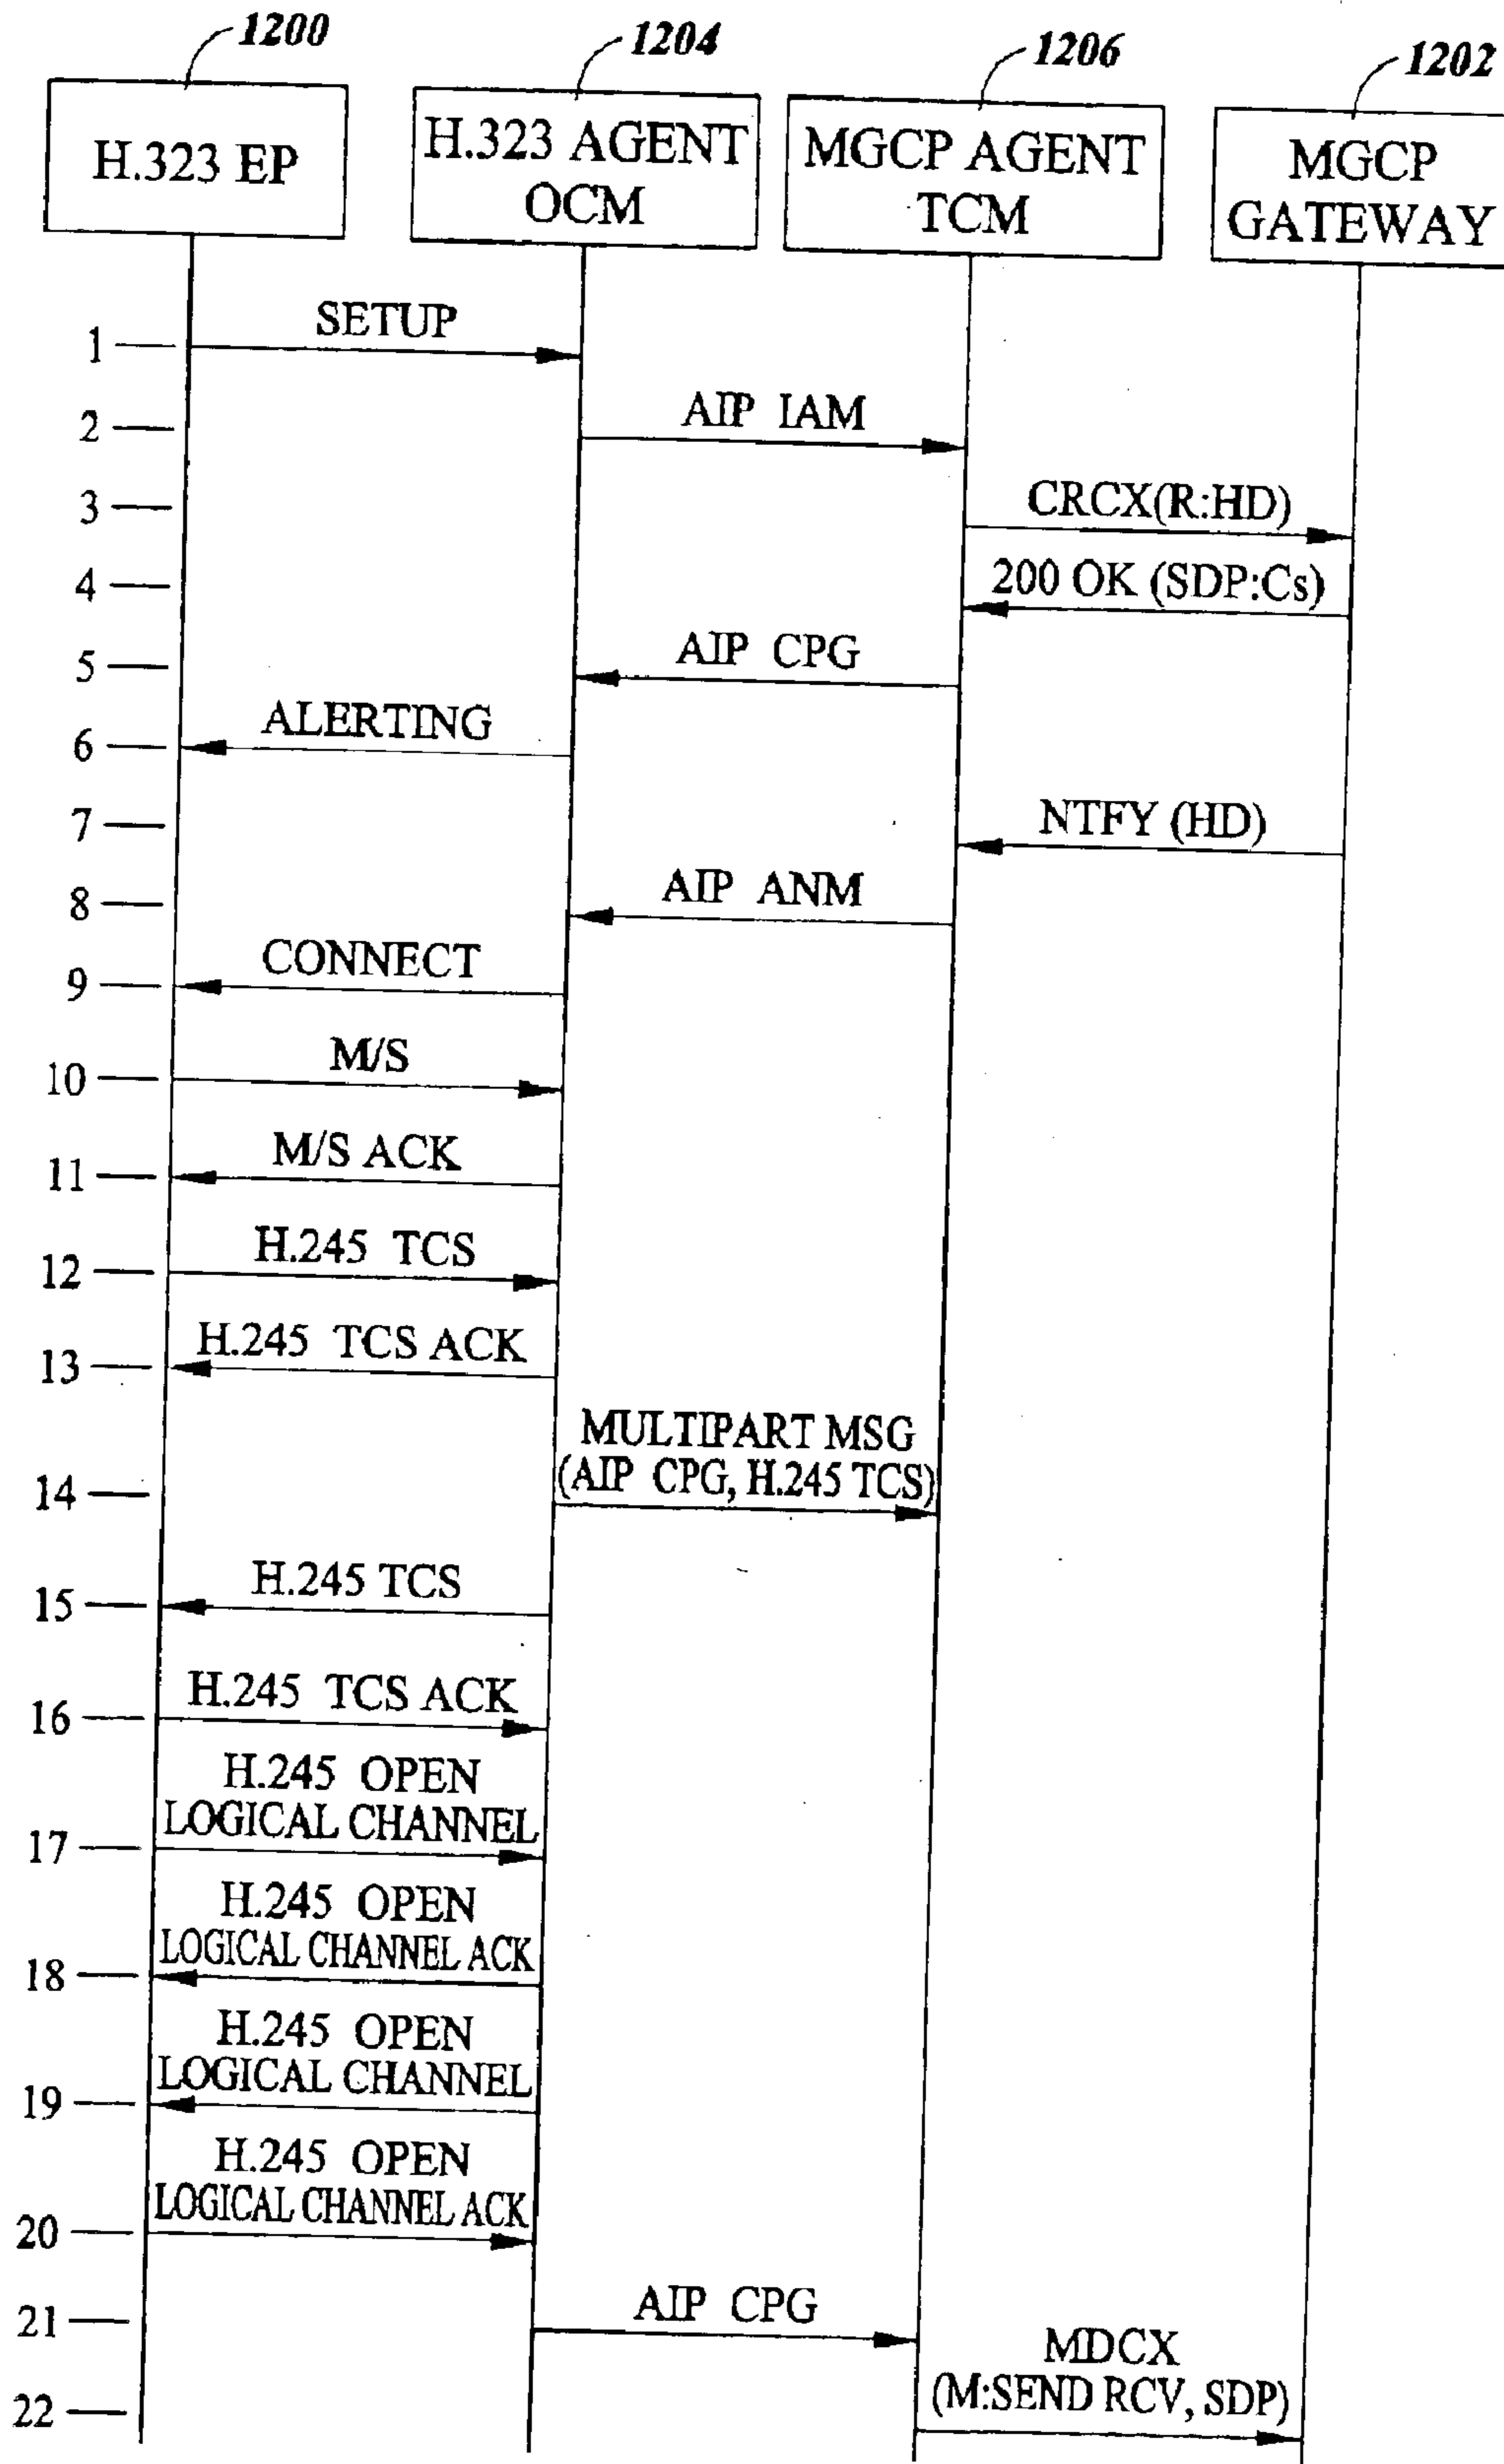 1200
1204
1206
1202
H.323 EP
H.323 AGENT
OCM
MGCP AGENT
TCM
MGCP
GATEWAY
SETUP
1
AIP IAM
2
CRCX(R:HD)
3
200 OK (SDP:Cs)
4
AIP CPG
5
ALERTING
6
NTFY (HD)
7
AIP ANM
8
CONNECT
9
M/S
10
M/S ACK
11
H.245 TCS
12
H.245 TCS ACK
13
MULTIPART MSG
(AIP CPG, H.245 TCS)
14
H.245 TCS
15
H.245 TCS ACK
16
H.245 OPEN
LOGICAL CHANNEL
17
H.245 OPEN
LOGICAL CHANNEL ACK
18
H.245 OPEN
LOGICAL CHANNEL
19
H.245 OPEN
LOGICAL CHANNEL ACK
20
AIP CPG
21
MDCX
(M:SEND RCV, SDP)
22